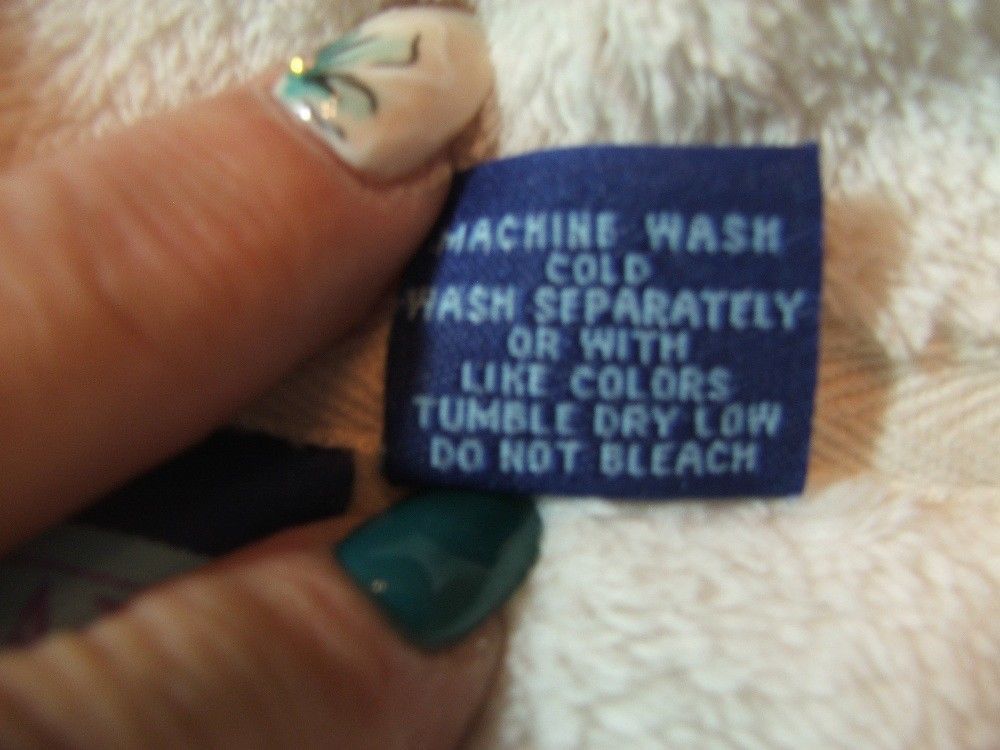 MACHINE WASH
COLD
WASH SEPARATELY
OR WITH
LIKE COLORS
TUMBLE DRY LOW
DO NOT BLEACH